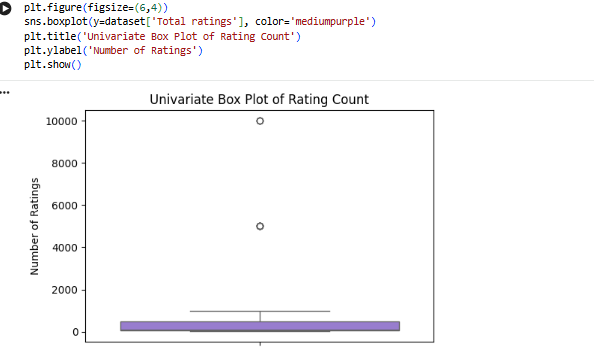 plt.figure(figsize=(6,4))
sns.boxplot(y=dataset['Total ratings'], color='mediumpurple')
plt.title('Univariate Box Plot of Rating Count')
plt.ylabel('Number of Ratings')
plt.show()
...
Univariate Box Plot of Rating Count
10000
8000
6000
4000
2000
0
Number of Ratings